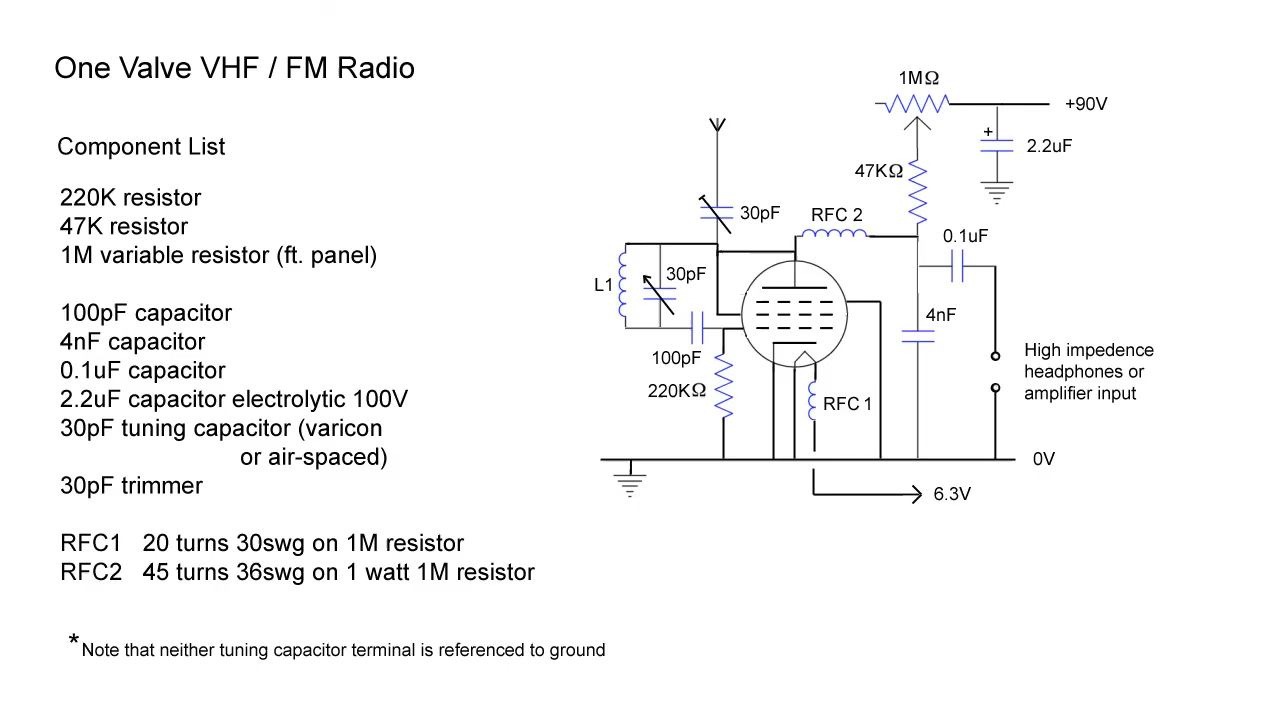 One Valve VHF / FM Radio
Component List
220K resistor
47K resistor
1M variable resistor (ft. panel)
100pF capacitor
4nF capacitor
0.1uF capacitor
2.2uF capacitor electrolytic 100V
30pF tuning capacitor (varicon
or air-spaced)
30pF trimmer
RFC1 20 turns 30swg on 1M resistor
RFC2 45 turns 36swg on 1 watt 1M resistor
*Note that neither tuning capacitor terminal is referenced to ground
1MΩ
+90V
+
2.2uF
47KΩ
30pF
RFC 2
0.1uF
L1
30pF
4nF
100pF
220KΩ
RFC 1
High impedence
headphones or
amplifier input
0V
6.3V